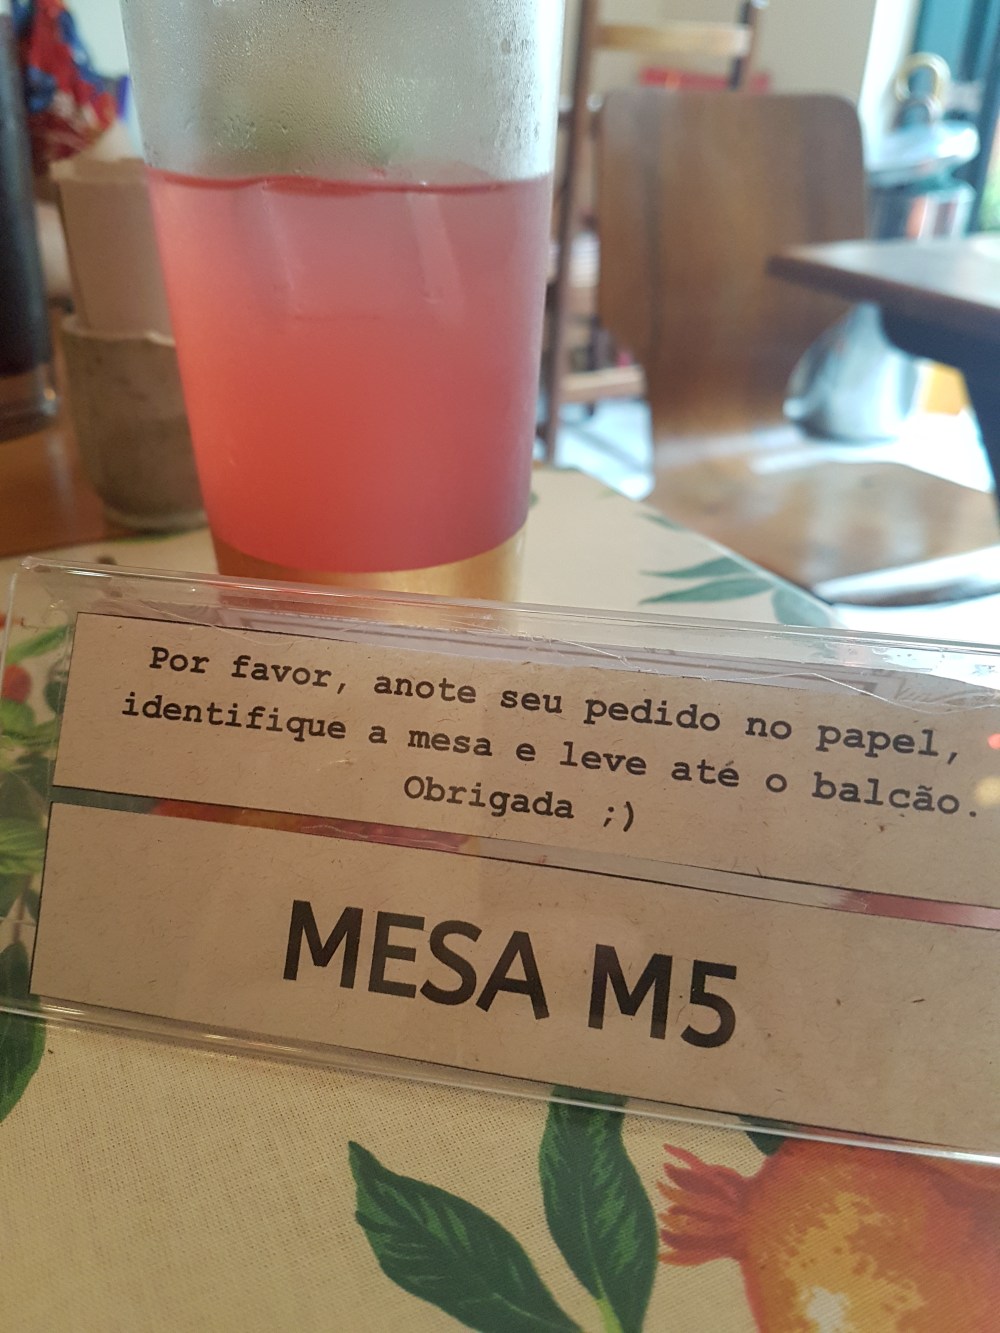 Por favor, anote seu pedido no papel,
identifique a mesa e leve até o balcão.
Obrigada ;)
MESA M5